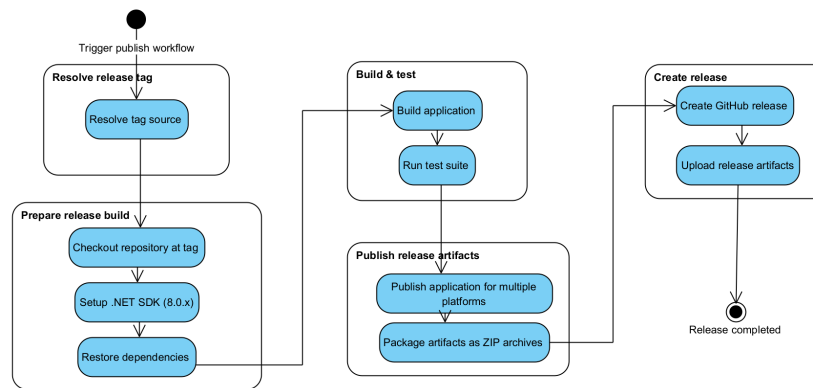 Trigger publish workflow
Resolve release tag
Resolve tag source
Prepare release build
Checkout repository at tag
Setup .NET SDK (8.0.x)
Restore dependencies
Build & test
Build application
Run test suite
Publish release artifacts
Publish application for multiple
platforms
Package artifacts as ZIP archives
Create release
Create GitHub release
Upload release artifacts
Release completed